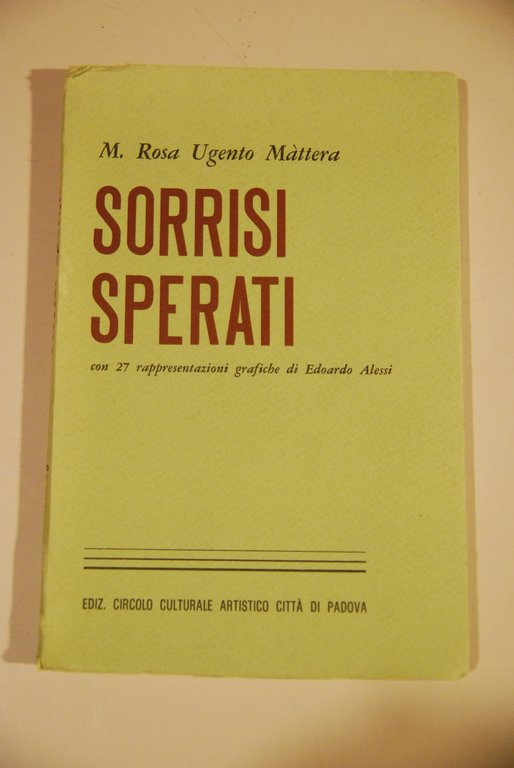 M. Rosa Ugento Màttera
SORRISI
SPERATI
con 27 rappresentazioni grafiche di Edoardo Alessi
EDIZ. CIRCOLO CULTURALE ARTISTICO CITTÀ DI PADOVA